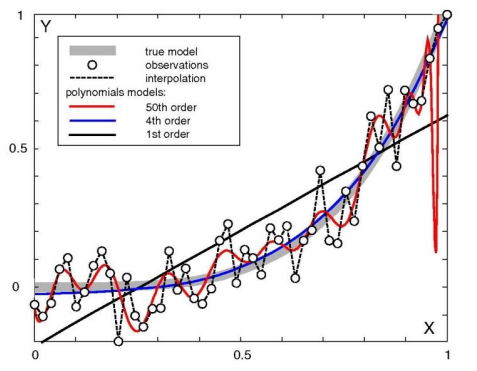 1
Y
true model
observations
interpolation
polynomials models:
50th order
4th order
1st order
0.5
0
X
0
0.5
1